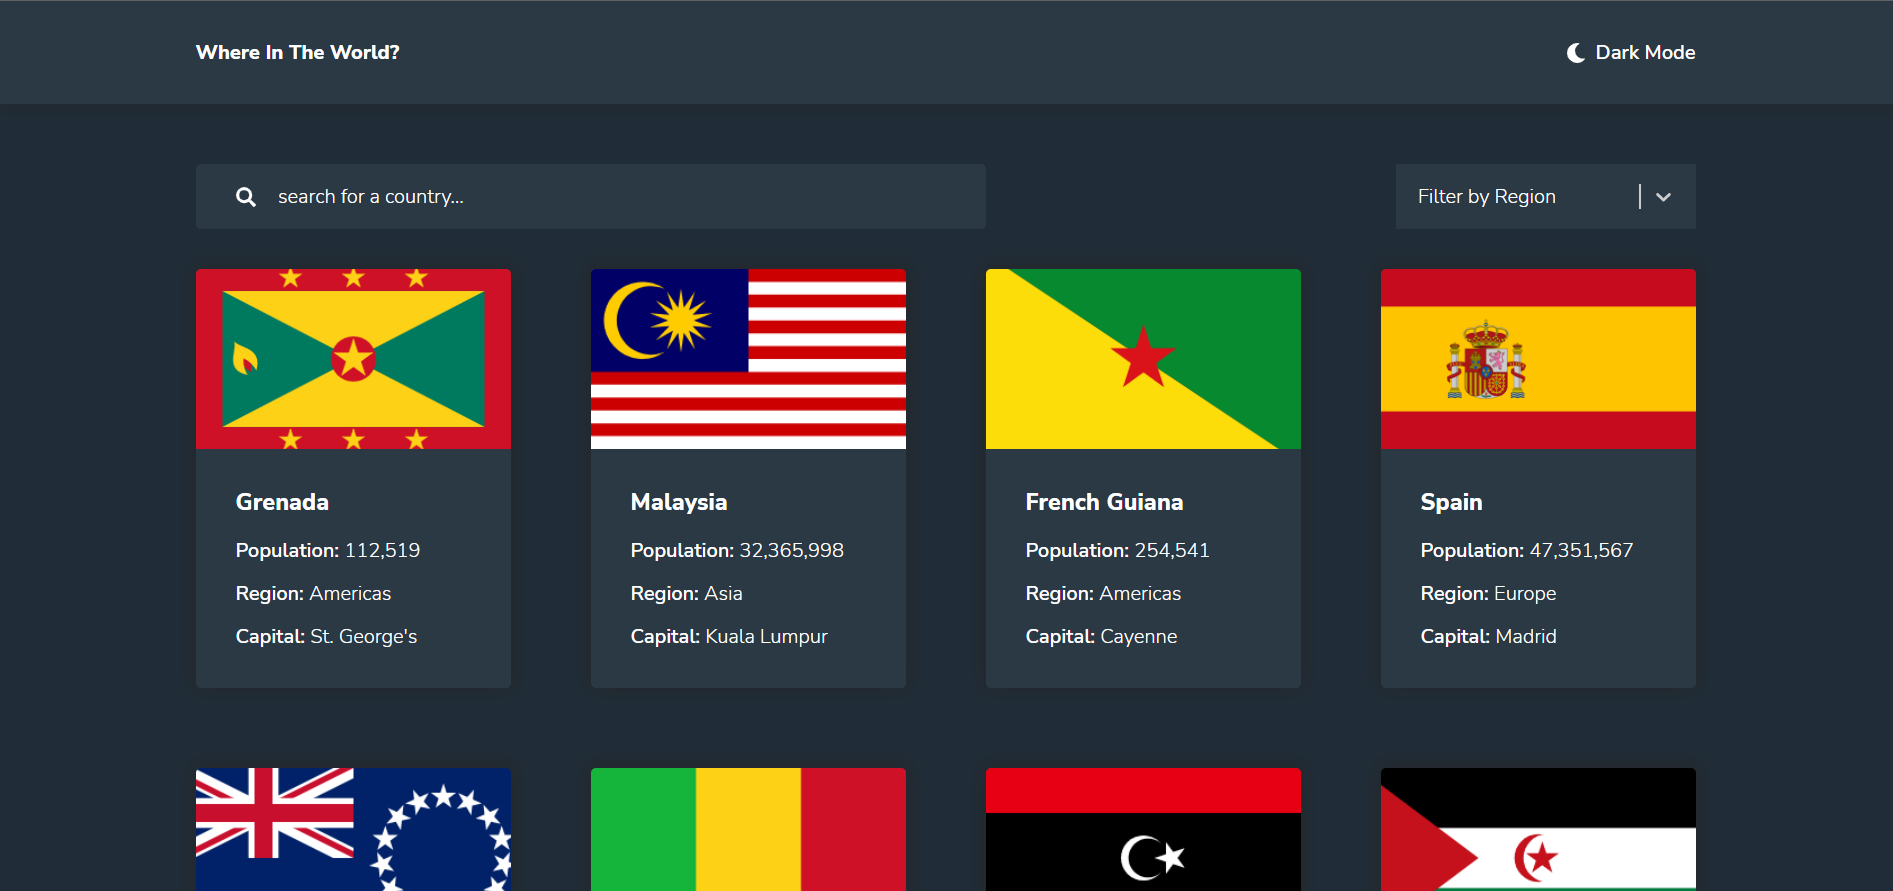 Where In The World?
Dark Mode
search for a country...
Filter by Region
Grenada
Population: 112,519
Region: Americas
Capital: St. George's
Malaysia
Population: 32,365,998
Region: Asia
Capital: Kuala Lumpur
French Guiana
Population: 254,541
Region: Americas
Capital: Cayenne
Spain
Population: 47,351,567
Region: Europe
Capital: Madrid